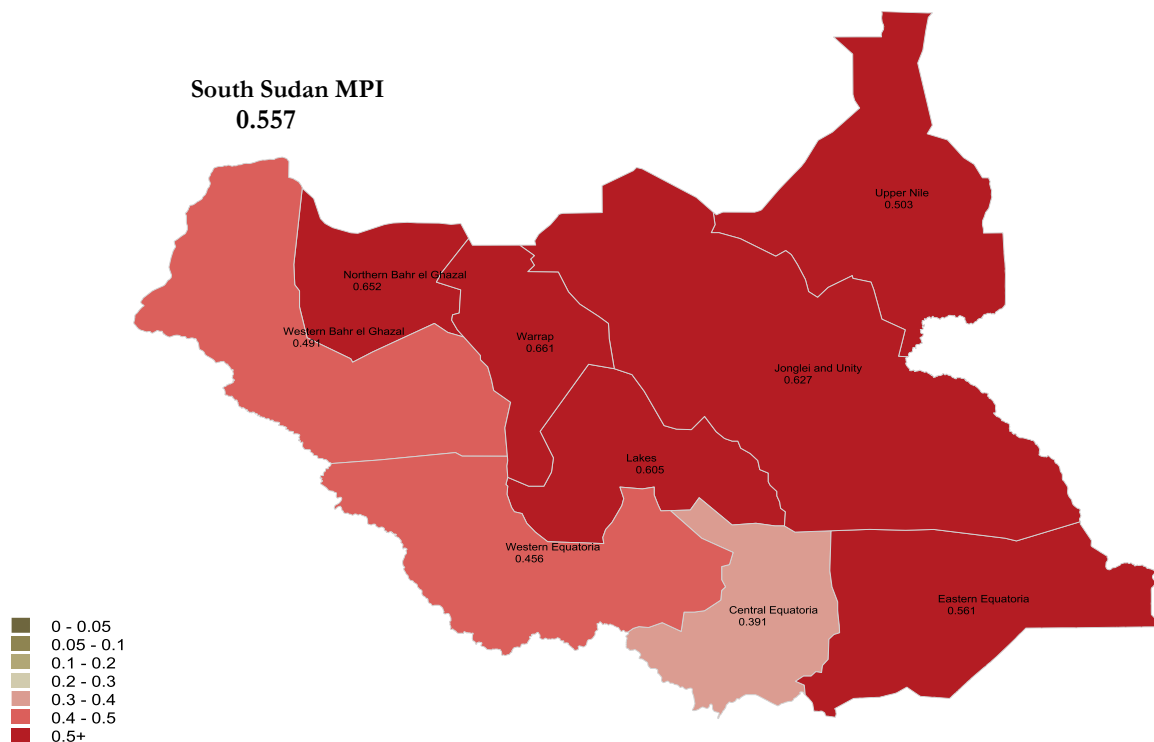 South Sudan MPI
0.557
Upper Nile
0.503
Northern Bahr el Ghazal
0.652
Western Bahr el Ghazal
0.491
Warrap
0.661
Jonglei and Unity
0.627
Lakes
0.605
Western Equatoria
0.456
Central Equatoria
0.391
Eastern Equatoria
0.561
0 - 0.05
0.05 - 0.1
0.1 - 0.2
0.2 - 0.3
0.3 - 0.4
0.4 - 0.5
0.5+